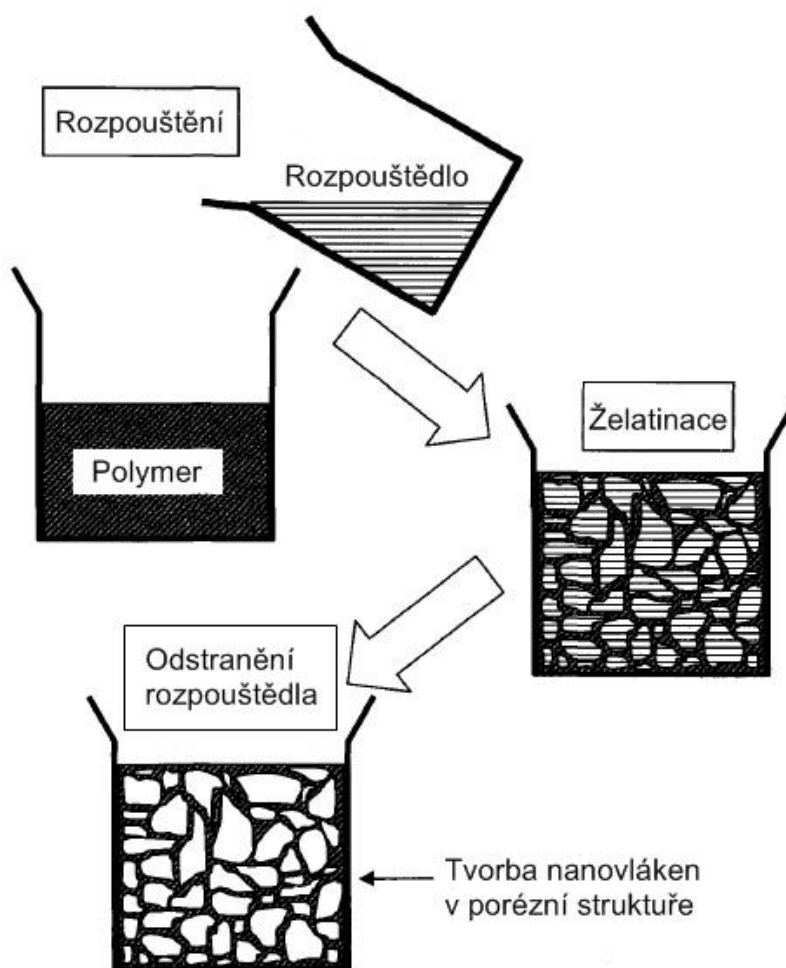 Rozpouštění
Rozpouštědlo
Polymer
Želatinace
Odstranění
rozpouštědla
Tvorba nanovláken
v porézní struktuře